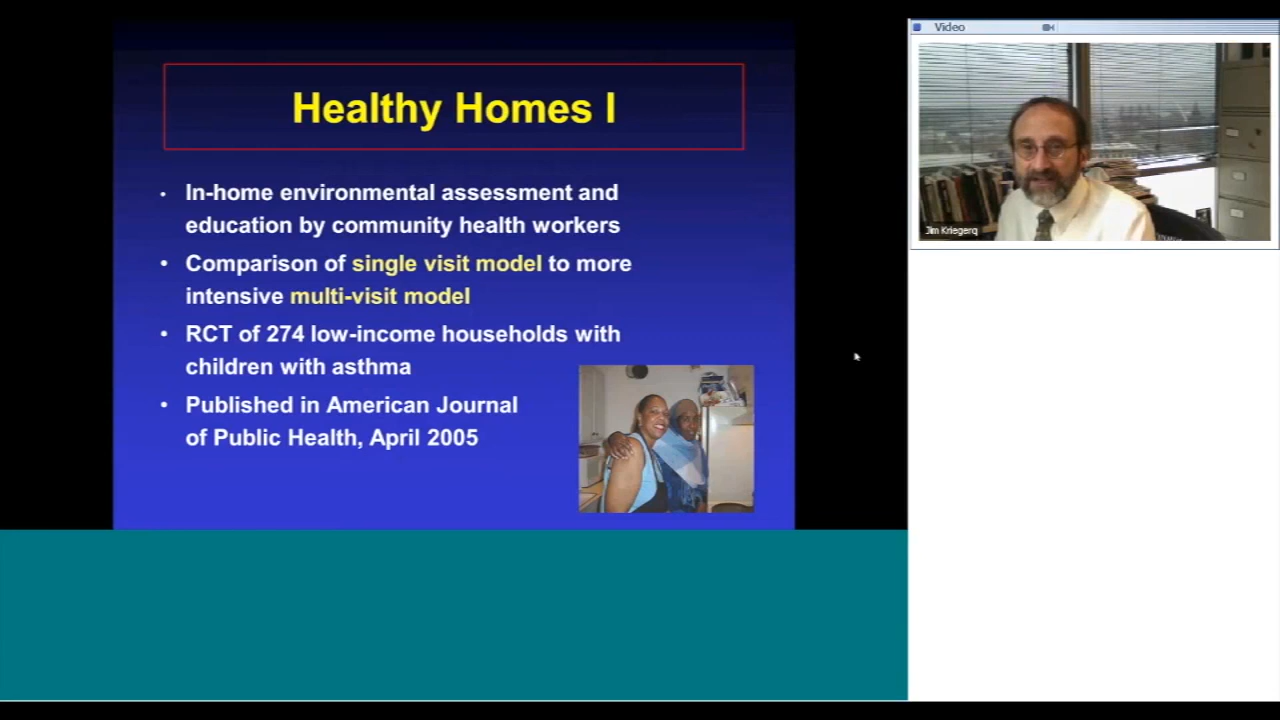 Healthy Homes I
• In-home environmental assessment and
education by community health workers
• Comparison of single visit model to more
intensive multi-visit model
• RCT of 274 low-income households with
children with asthma
• Published in American Journal
of Public Health, April 2005
Video
Jim Kriegerq